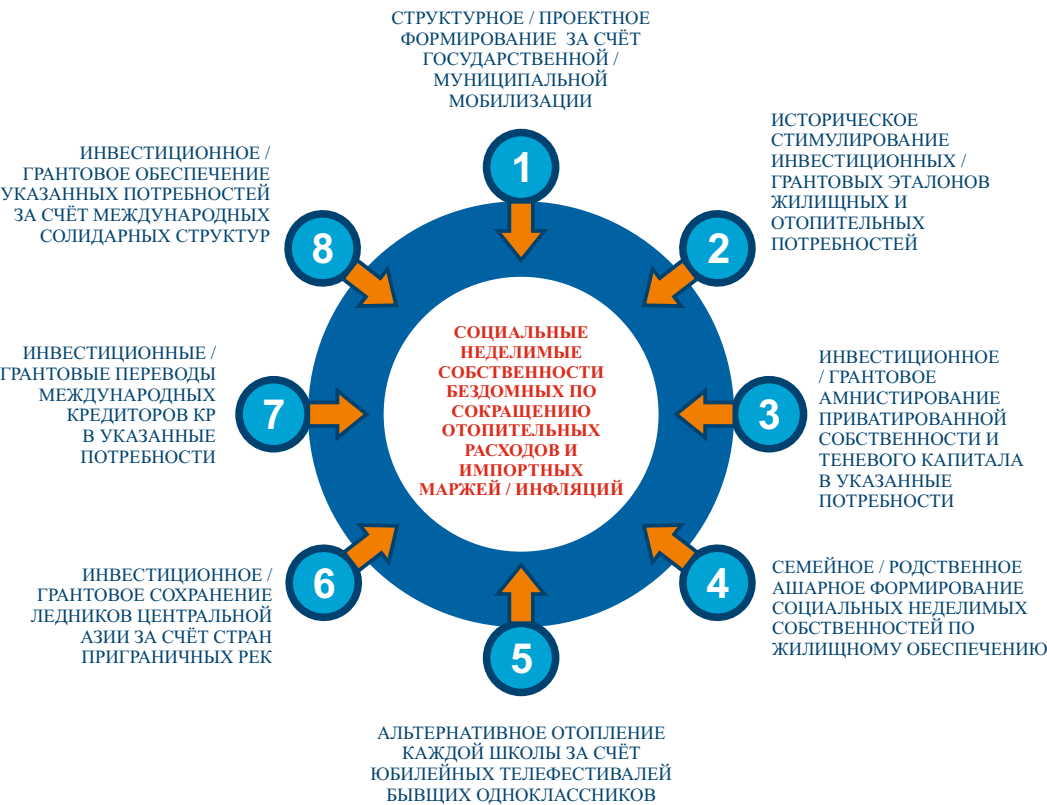 СТРУКТУРНОЕ / ПРОЕКТНОЕ
ФОРМИРОВАНИЕ ЗА СЧЁТ
ГОСУДАРСТВЕННОЙ /
МУНИЦИПАЛЬНОЙ
МОБИЛИЗАЦИИ
1
ИСТОРИЧЕСКОЕ
СТИМУЛИРОВАНИЕ
ИНВЕСТИЦИОННЫХ /
ГРАНТОВЫХ ЭТАЛОНОВ
ЖИЛИЩНЫХ И
ОТОПИТЕЛЬНЫХ
ПОТРЕБНОСТЕЙ
2
ИНВЕСТИЦИОННОЕ
/ ГРАНТОВОЕ
АМНИСТИРОВАНИЕ
ПРИВАТИРОВАННОЙ
СОБСТВЕННОСТИ И
ТЕНЕВОГО КАПИТАЛА
В УКАЗАННЫЕ
ПОТРЕБНОСТИ
3
СЕМЕЙНОЕ / РОДСТВЕННОЕ
АШАРНОЕ ФОРМИРОВАНИЕ
СОЦИАЛЬНЫХ НЕДЕЛИМЫХ
СОБСТВЕННОСТЕЙ ПО
ЖИЛИЩНОМУ ОБЕСПЕЧЕНИЮ
4
5
АЛЬТЕРНАТИВНОЕ ОТОПЛЕНИЕ
КАЖДОЙ ШКОЛЫ ЗА СЧЁТ
ЮБИЛЕЙНЫХ ТЕЛЕФЕСТИВАЛЕЙ
БЫВЩИХ ОДНОКЛАССНИКОВ
ИНВЕСТИЦИОННОЕ /
ГРАНТОВОЕ СОХРАНЕНИЕ
ЛЕДНИКОВ ЦЕНТРАЛЬНОЙ
АЗИИ ЗА СЧЁТ СТРАН
ПРИГРАНИЧНЫХ РЕК
6
ИНВЕСТИЦИОННЫЕ /
ГРАНТОВЫЕ ПЕРЕВОДЫ
МЕЖДУНАРОДНЫХ
КРЕДИТОРОВ КР
В УКАЗАННЫЕ
ПОТРЕБНОСТИ
7
ИНВЕСТИЦИОННОЕ /
ГРАНТОВОЕ ОБЕСПЕЧЕНИЕ
УКАЗАННЫХ ПОТРЕБНОСТЕЙ
ЗА СЧЁТ МЕЖДУНАРОДНЫХ
СОЛИДАРНЫХ СТРУКТУР
8
СОЦИАЛЬНЫЕ
НЕДЕЛИМЫЕ
СОБСТВЕННОСТИ
БЕЗДОМНЫХ ПО
СОКРАЩЕНИЮ
ОТОПИТЕЛЬНЫХ
РАСХОДОВ И
ИМПОРТНЫХ
МАРЖЕЙ / ИНФЛЯЦИЙ